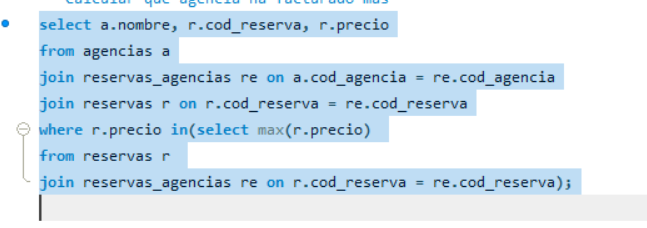 Calcular que agencia ha facturado mas
select a.nombre, r.cod_reserva, r.precio
from agencias a
join reservas_agencias re on a.cod_agencia = re.cod_agencia
join reservas r on r.cod_reserva = re.cod_reserva
where r.precio in(select max(r.precio)
from reservas r
join reservas_agencias re on r.cod_reserva = re.cod_reserva);